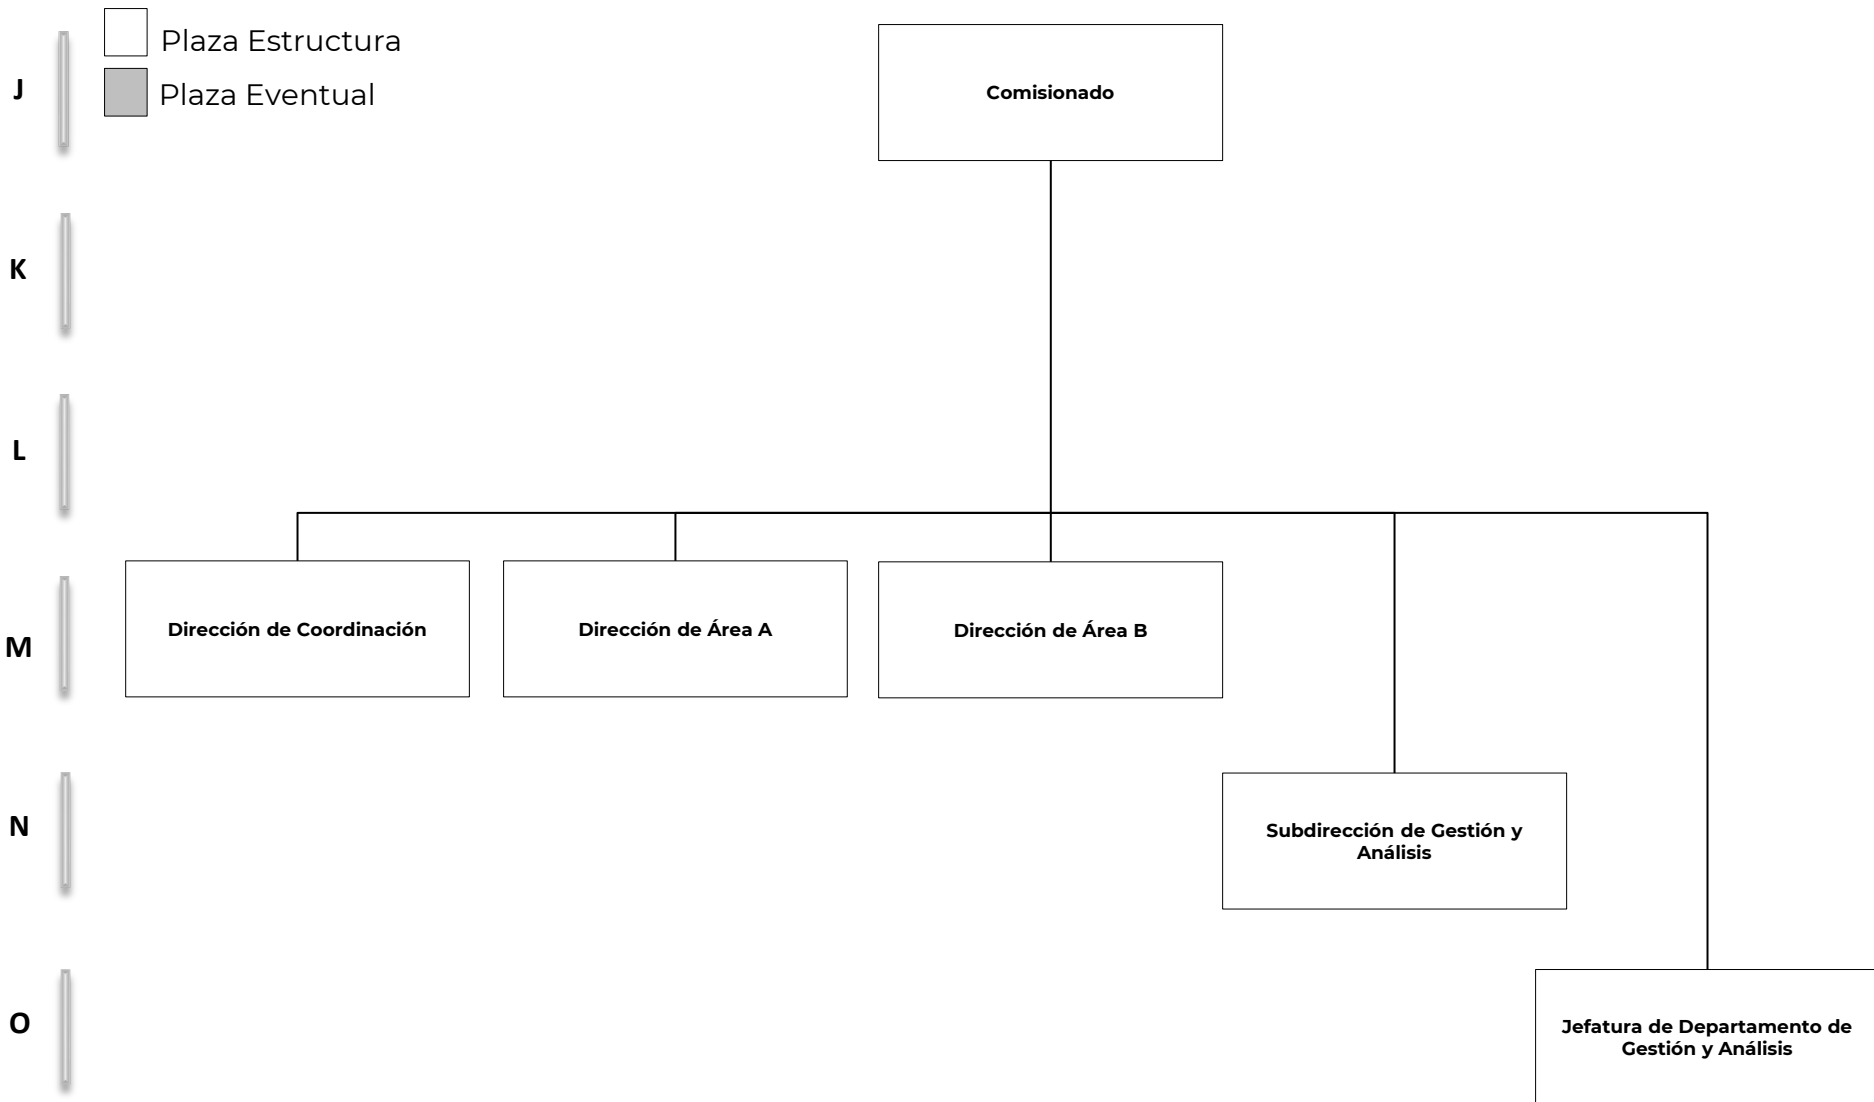 Plaza Estructura
Plaza Eventual
J
Comisionado
K
L
M
Dirección de Coordinación
Dirección de Área A
Dirección de Área B
N
Subdirección de Gestión y
Análisis
O
Jefatura de Departamento de
Gestión y Análisis